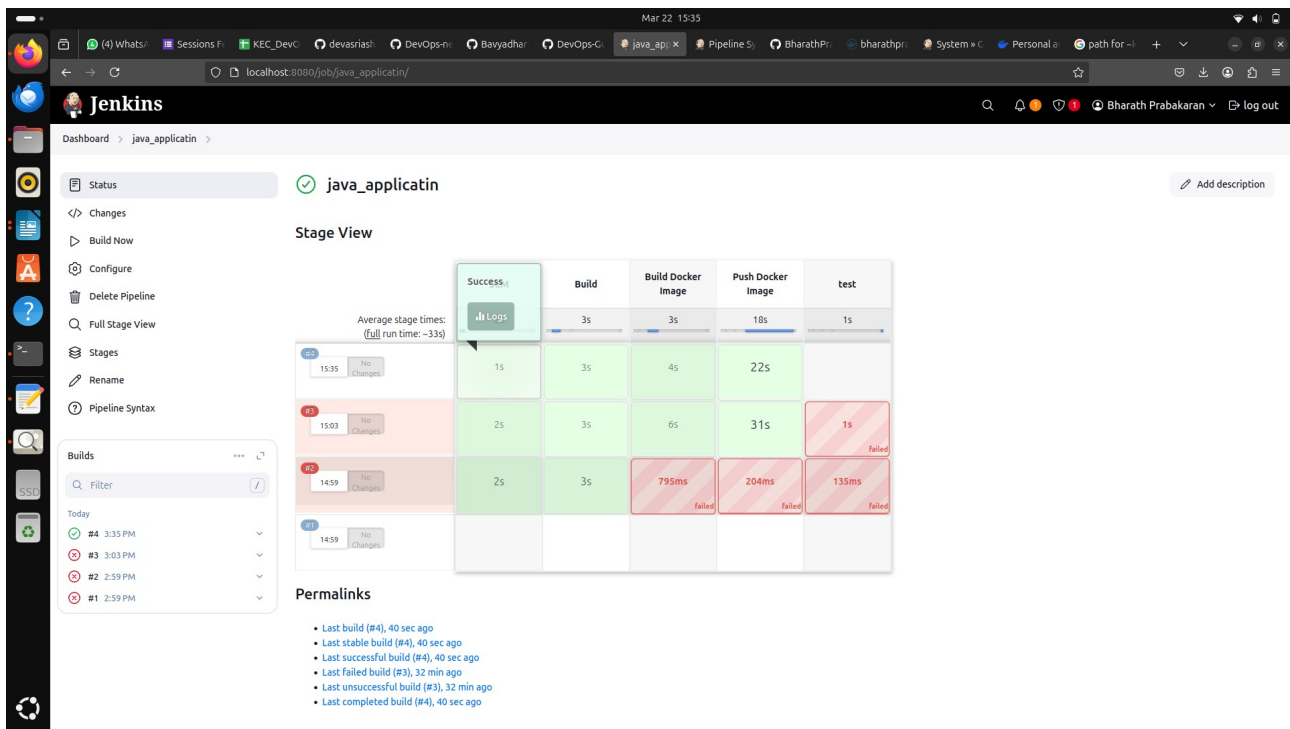 Mar 22 15:35
(4) WhatsA
Sessions Fo
KEC_DevO
devasriash
DevOps-ne
Bavyadhar
DevOps-Gu
java_app
Pipeline Sy
BharathPra
bharathpra
System » C
Personal a
path for ~
localhost:8080/job/java_applicatin/
Jenkins
1
1
Bharath Prabakaran
log out
Dashboard > java_applicatin >
Status
Changes
Build Now
Configure
Delete Pipeline
Full Stage View
Stages
Rename
Pipeline Syntax
Builds
Filter
/
Today
#4 3:35 PM
#3 3:03 PM
#2 2:59 PM
#1 2:59 PM
java_applicatin
Add description
Stage View
Success
Logs
Build
Build Docker
Image
Push Docker
Image
test
Average stage times:
(full run time: ~33s)
3s
3s
18s
1s
#4
15:35
No
Changes
1s
3s
4s
22s
#3
15:03
No
Changes
2s
3s
6s
31s
1s
failed
#2
14:59
No
Changes
2s
3s
795ms
failed
204ms
failed
135ms
failed
#1
14:59
No
Changes
Permalinks
Last build (#4), 40 sec ago
Last stable build (#4), 40 sec ago
Last successful build (#4), 40 sec ago
Last failed build (#3), 32 min ago
Last unsuccessful build (#3), 32 min ago
Last completed build (#4), 40 sec ago
SSD